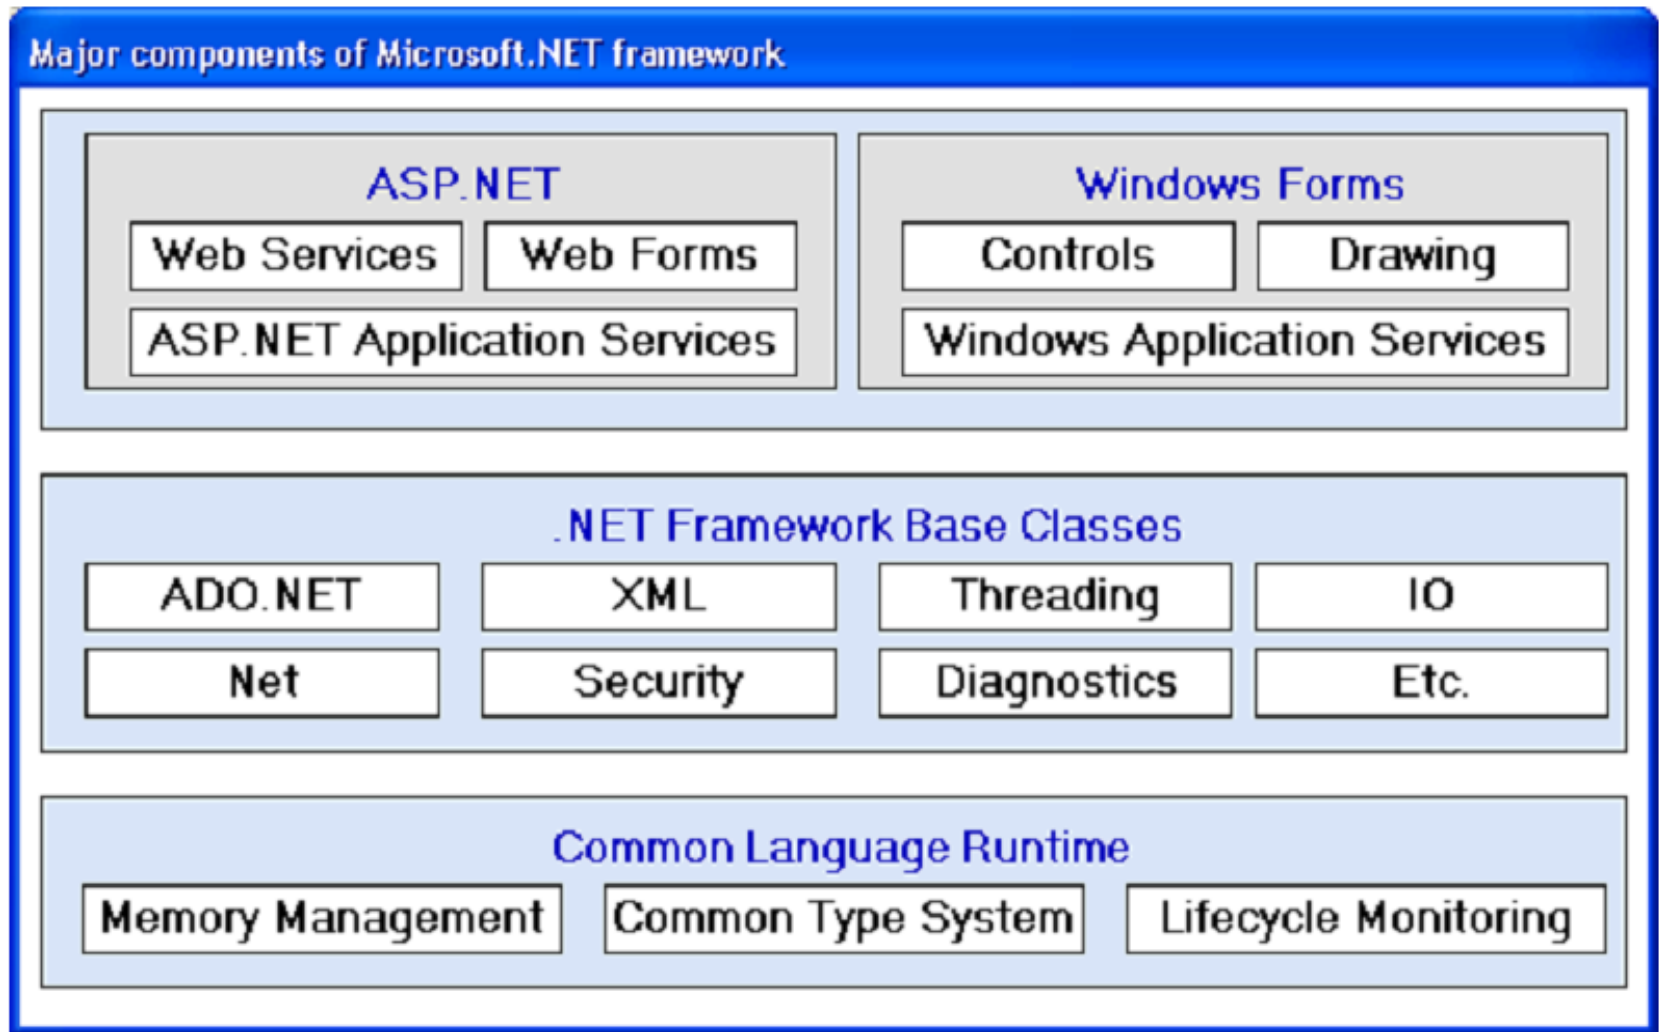 Major components of Microsoft.NET framework
ASP.NET
Web Services
Web Forms
ASP.NET Application Services
Windows Forms
Controls
Drawing
Windows Application Services
.NET Framework Base Classes
ADO.NET
XML
Threading
IO
Net
Security
Diagnostics
Etc.
Common Language Runtime
Memory Management
Common Type System
Lifecycle Monitoring